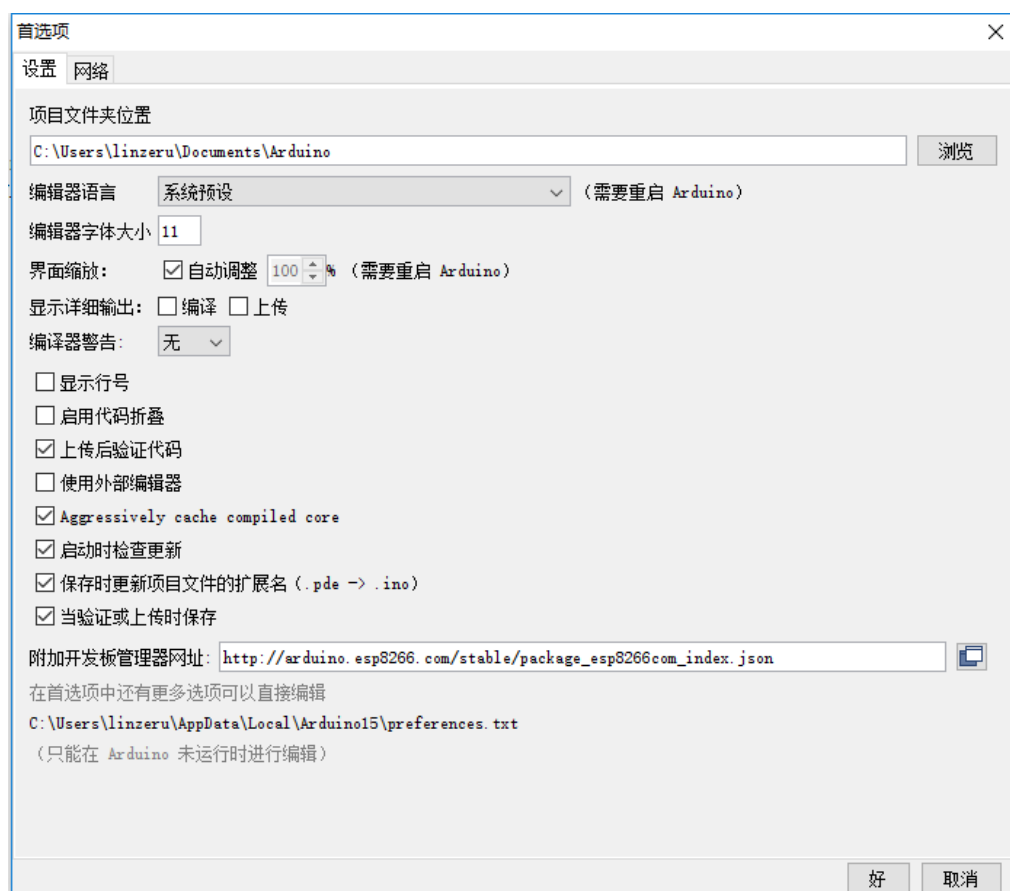 首选项
设置 网络
项目文件夹位置
C:\Users\linzeru\Documents\Arduino 浏览
编辑器语言 系统预设 (需要重启 Arduino)
编辑器字体大小 11
界面缩放: 自动调整 100 % (需要重启 Arduino)
显示详细输出: 编译 上传
编译器警告: 无
显示行号
启用代码折叠
上传后验证代码
使用外部编辑器
Aggressively cache compiled core
启动时检查更新
保存时更新项目文件的扩展名(.pde -> .ino)
当验证或上传时保存
附加开发板管理器网址: http://arduino.esp8266.com/stable/package_esp8266com_index.json
在首选项中还有更多选项可以直接编辑
C:\Users\linzeru\AppData\Local\Arduino15\preferences.txt
(只能在 Arduino 未运行时进行编辑)
好 取消